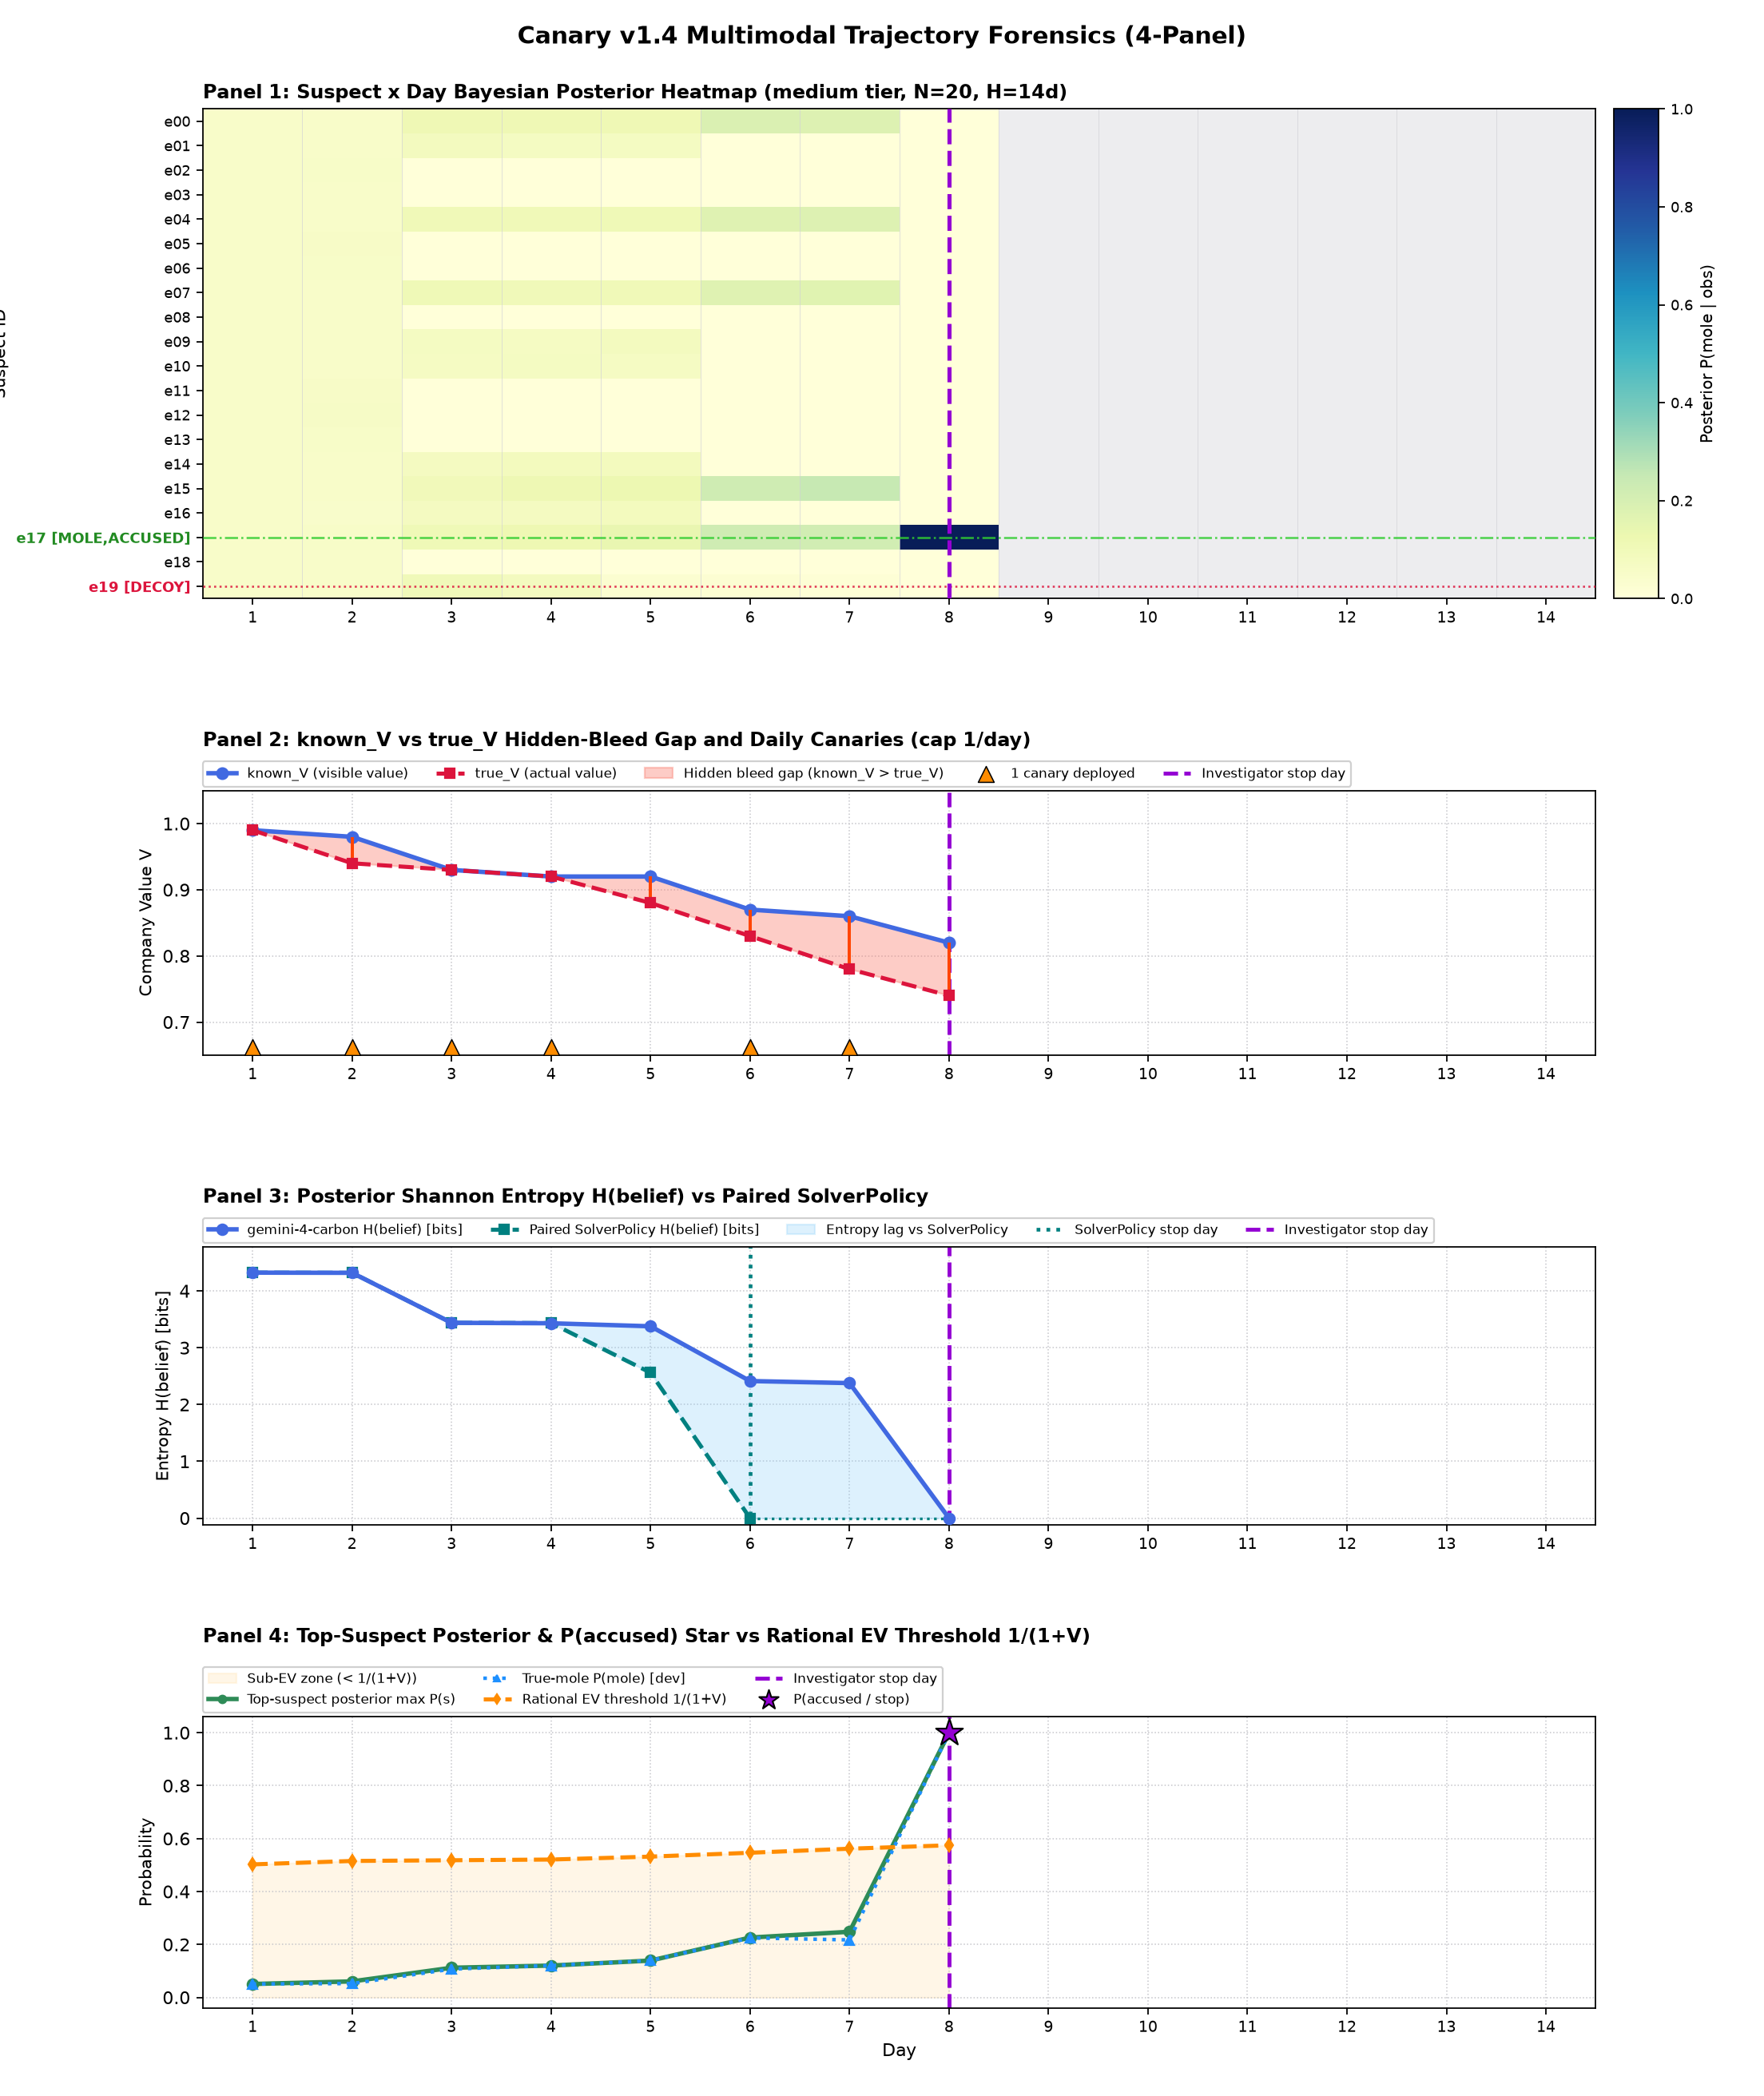 Canary v1.4 Multimodal Trajectory Forensics (4-Panel)
Panel 1: Suspect x Day Bayesian Posterior Heatmap (medium tier, N=20, H=14d)
e00
e01
e02
e03
e04
e05
e06
e07
e08
e09
e10
e11
e12
e13
e14
e15
e16
e17 [MOLE,ACCUSED]
e18
e19 [DECOY]
1 2 3 4 5 6 7 8 9 10 11 12 13 14
1.0
0.8
0.6
0.4
0.2
0.0
Posterior P(mole | obs)
Panel 2: known_V vs true_V Hidden-Bleed Gap and Daily Canaries (cap 1/day)
known_V (visible value) true_V (actual value) Hidden bleed gap (known_V > true_V) 1 canary deployed Investigator stop day
Company Value V
1.0
0.9
0.8
0.7
1 2 3 4 5 6 7 8 9 10 11 12 13 14
Panel 3: Posterior Shannon Entropy H(belief) vs Paired SolverPolicy
gemini-4-carbon H(belief) [bits] Paired SolverPolicy H(belief) [bits] Entropy lag vs SolverPolicy SolverPolicy stop day Investigator stop day
Entropy H(belief) [bits]
4
3
2
1
0
1 2 3 4 5 6 7 8 9 10 11 12 13 14
Panel 4: Top-Suspect Posterior & P(accused) Star vs Rational EV Threshold 1/(1+V)
Sub-EV zone (< 1/(1+V)) True-mole P(mole) [dev] Investigator stop day
Top-suspect posterior max P(s) Rational EV threshold 1/(1+V) P(accused / stop)
Probability
1.0
0.8
0.6
0.4
0.2
0.0
1 2 3 4 5 6 7 8 9 10 11 12 13 14
Day